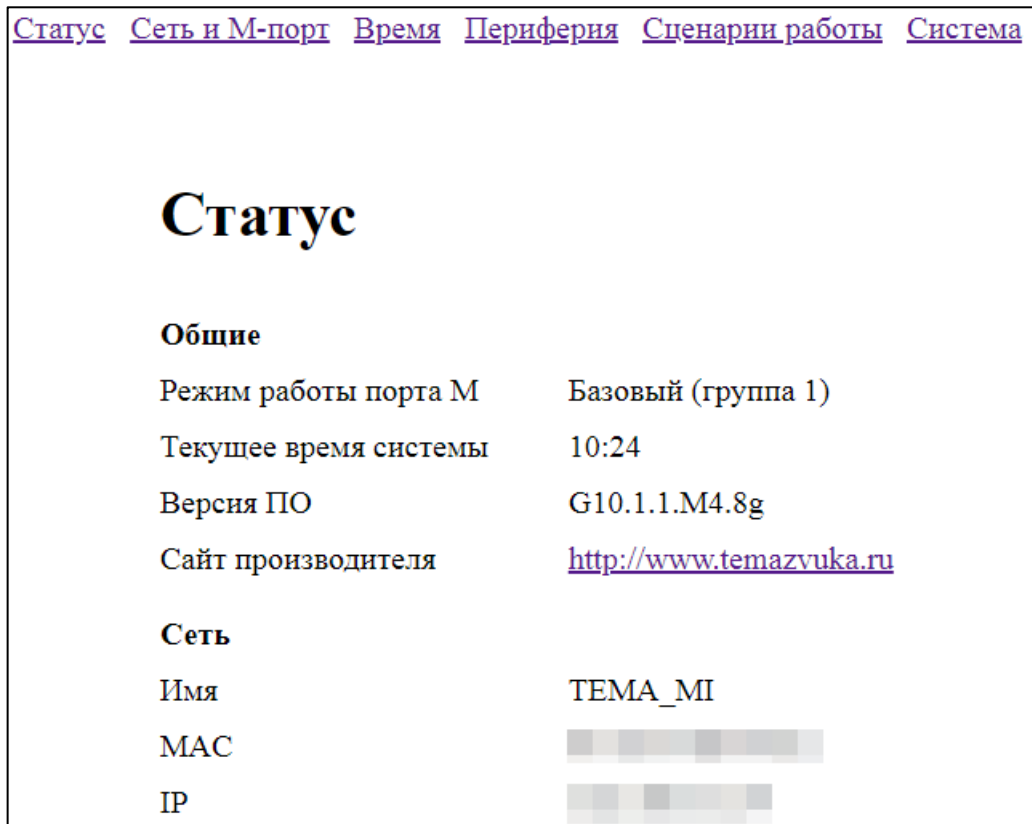 Статус Сеть и М-порт Время Периферия Сценарии работы Система
Статус
Общие
Режим работы порта М Базовый (группа 1)
Текущее время системы 10:24
Версия ПО G10.1.1.M4.8g
Сайт производителя http://www.temazvuka.ru
Сеть
Имя TEMA_MI
MAC
IP